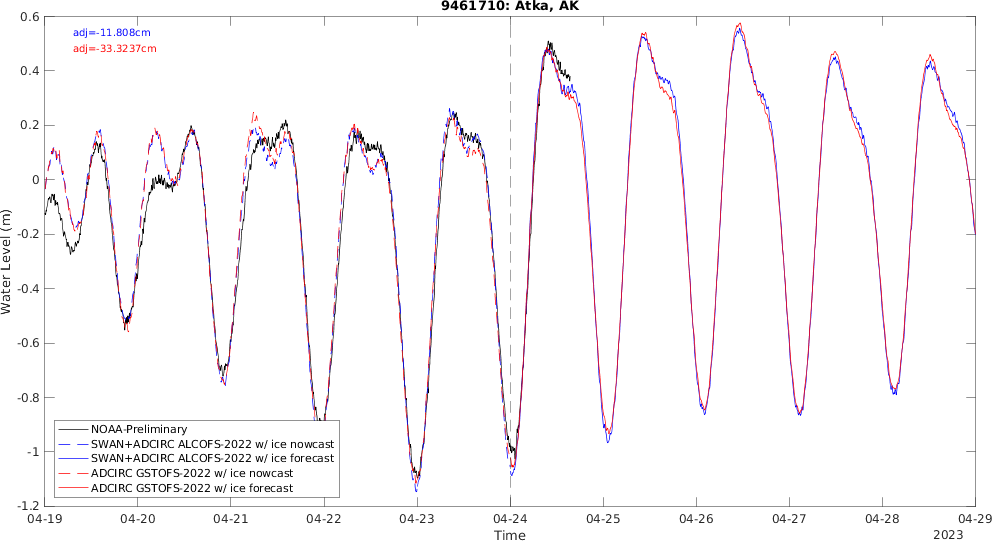 9461710: Atka, AK
adj=-11.808cm
adj=-33.3237cm
0.6
0.4
0.2
0
-0.2
-0.4
-0.6
-0.8
-1
-1.2
Water Level (m)
NOAA-Preliminary
SWAN+ADCIRC ALCOFS-2022 w/ ice nowcast
SWAN+ADCIRC ALCOFS-2022 w/ ice forecast
ADCIRC GSTOFS-2022 w/ ice nowcast
ADCIRC GSTOFS-2022 w/ ice forecast
04-19 04-20 04-21 04-22 04-23 04-24 04-25 04-26 04-27 04-28 04-29
Time
2023